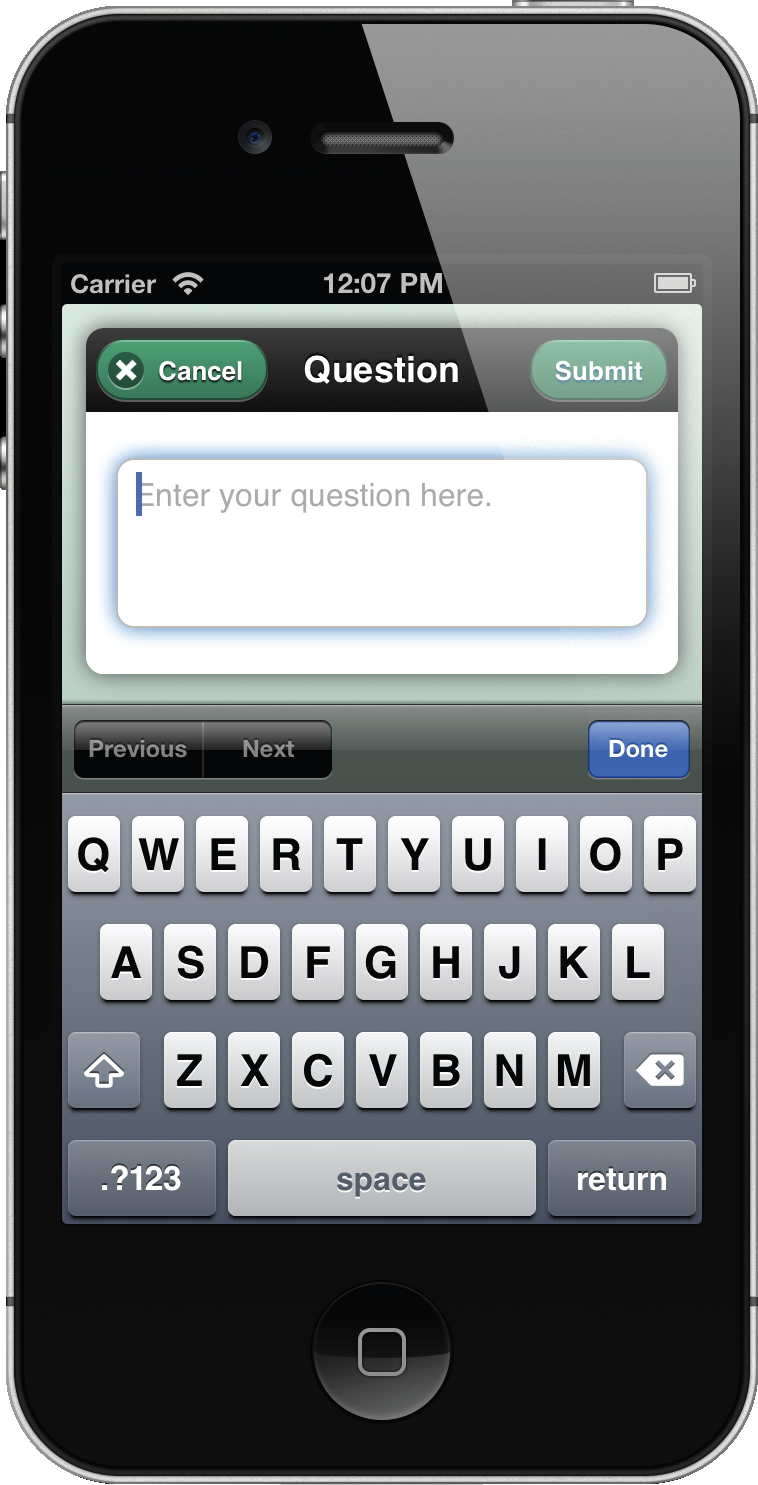 Carrier 12:07 PM
Cancel Question Submit
Enter your question here.
Previous Next Done
Q W E R T Y U I O P
A S D F G H J K L
Z X C V B N M
.?123 space return